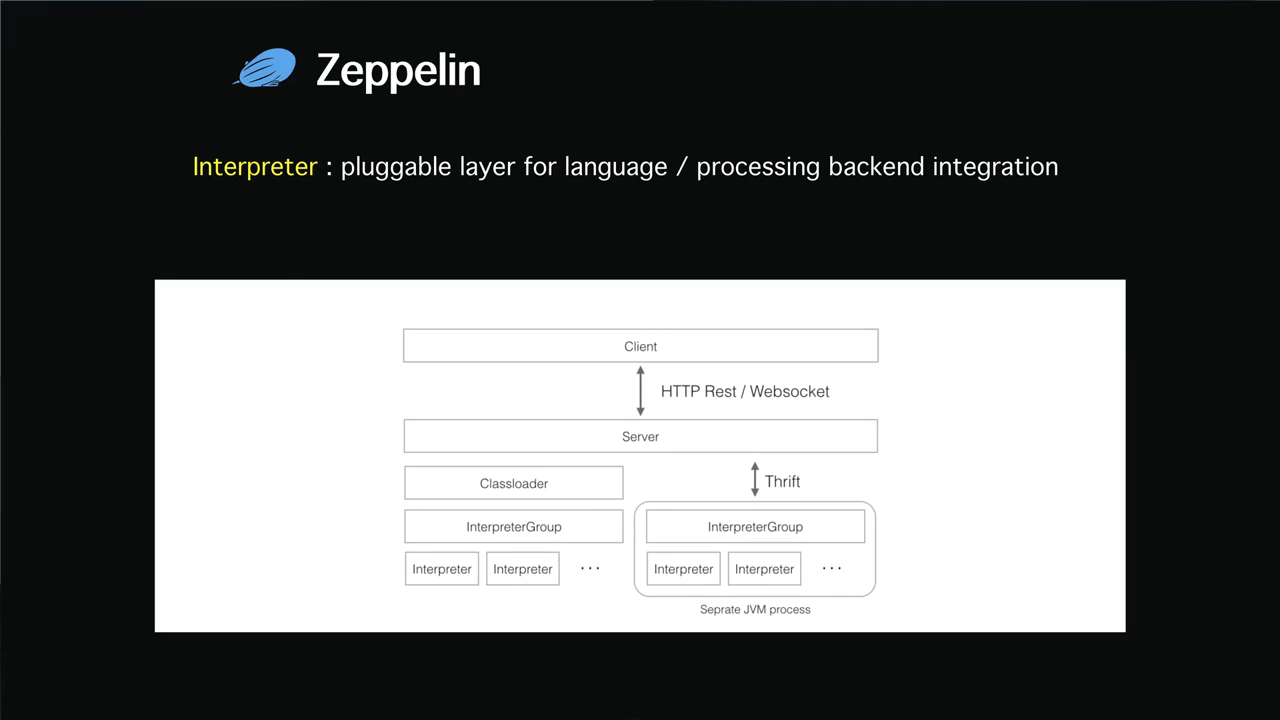 Zeppelin
Interpreter : pluggable layer for language / processing backend integration
Client
HTTP Rest / Websocket
Server
Classloader
Thrift
InterpreterGroup
InterpreterGroup
Interpreter
Interpreter
. . .
Interpreter
Interpreter
. . .
Seprate JVM process